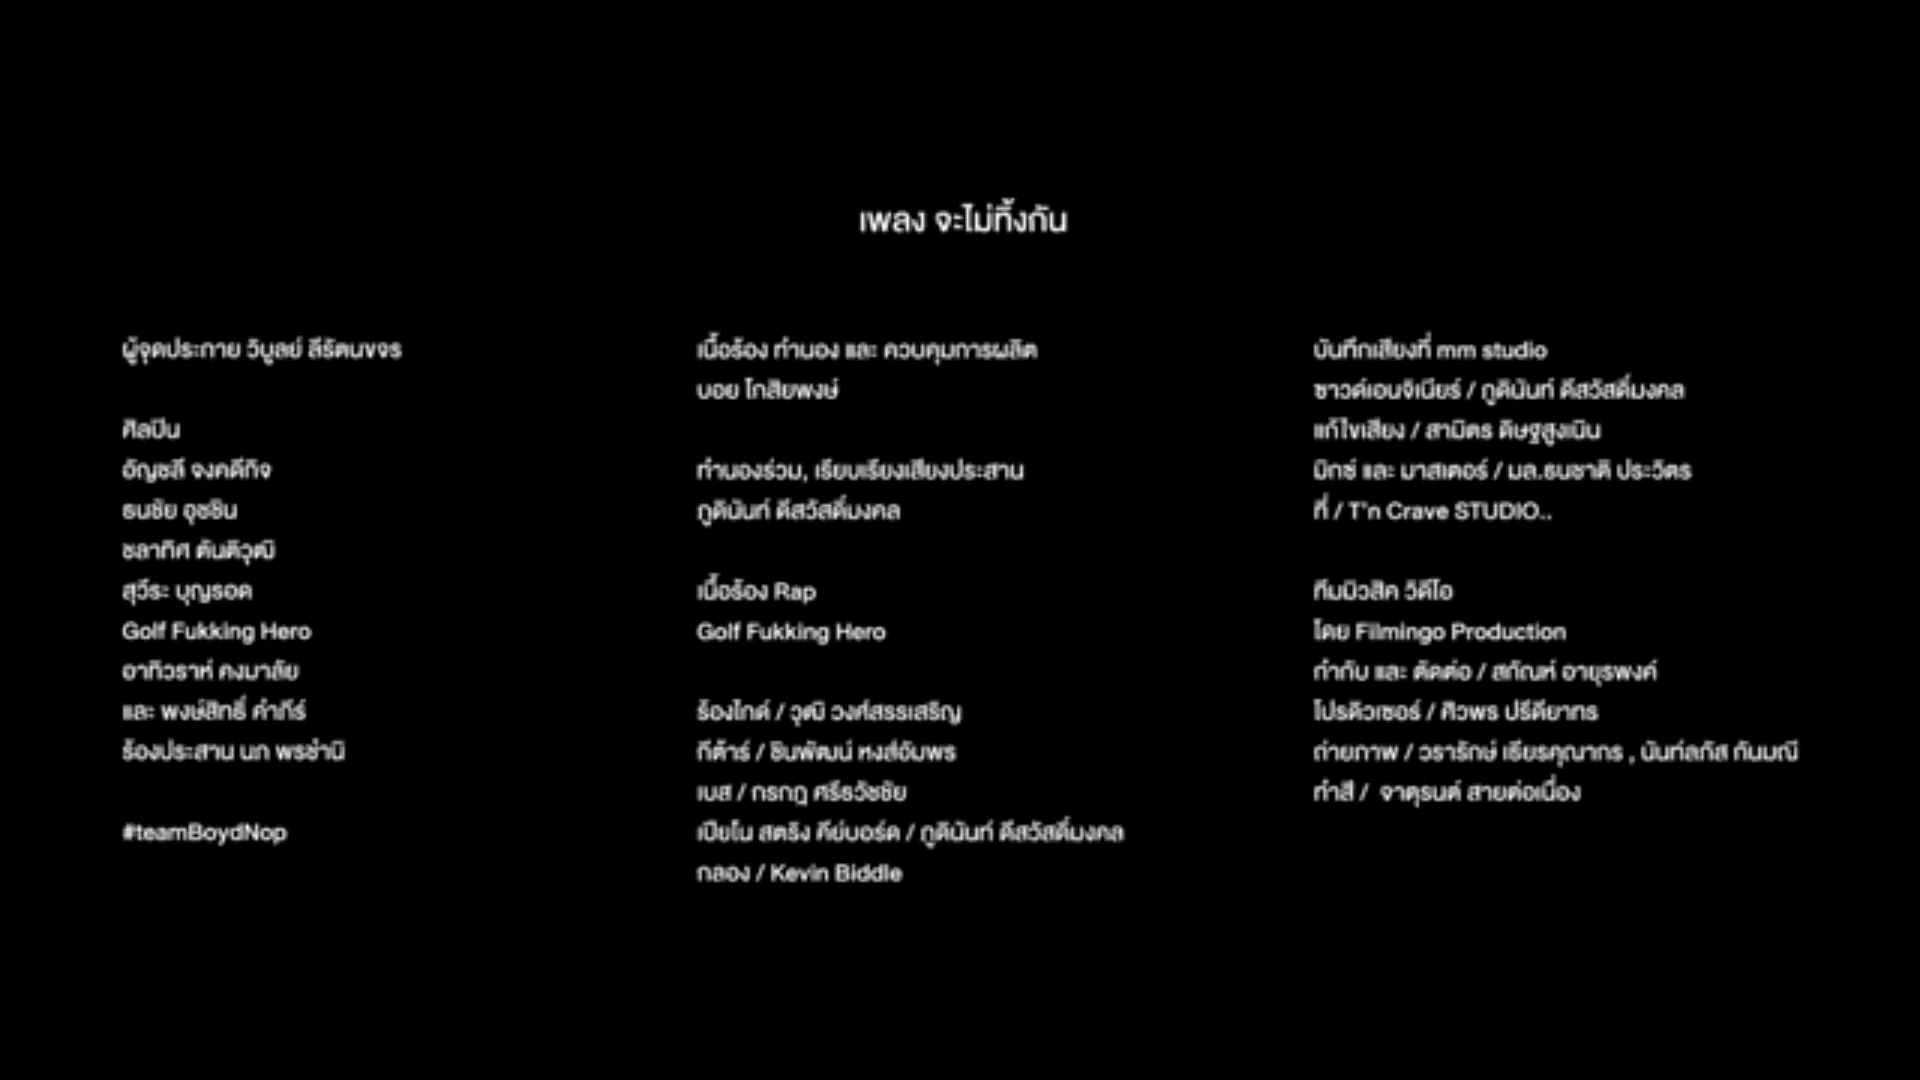 เพลง จะไม่ทิ้งกัน
ผู้จุดประกาย วิบูลย์ ลีรัตนขจร
ศิลปิน
อัญชลี จงคดีกิจ
ธนชัย อุชชิน
ชลาทิศ ตันติวุฒิ
สุวีระ บุญรอด
Golf Fukking Hero
อาทิวราห์ คงมาลัย
และ พงษ์สิทธิ์ คำภีร์
ร้องประสาน นภ พรชำนิ
#teamBoydNop
เนื้อร้อง ทำนอง และ ควบคุมการผลิต
บอย โกสิยพงษ์
ทำนองร่วม, เรียบเรียงเสียงประสาน
ภูตินันท์ ดีสวัสดิ์มงคล
เนื้อร้อง Rap
Golf Fukking Hero
ร้องไกด์ / วุฒิ วงศ์สรรเสริญ
กีต้าร์ / ชินพัฒน์ หงส์อัมพร
เบส / กรกฎ ศรีธวัชชัย
เปียโน สตริง คีย์บอร์ด / ภูตินันท์ ดีสวัสดิ์มงคล
กลอง / Kevin Biddle
บันทึกเสียงที่ mm studio
ซาวด์เอนจิเนียร์ / ภูตินันท์ ดีสวัสดิ์มงคล
แก้ไขเสียง / สามิตร ดิษฐสูงเนิน
มิกซ์ และ มาสเตอร์ / มล.ธนชาติ ประวิตร
ที่ / T'n Crave STUDIO..
ทีมมิวสิค วิดีโอ
โดย Filmingo Production
กำกับ และ ตัดต่อ / สกัณห์ อายุรพงค์
โปรดิวเซอร์ / ศิวพร ปรีดียาทร
ถ่ายภาพ / วรารักษ์ เธียรคุณากร , นันท์ลภัส กันมณี
ทำสี / จาตุรนต์ สายต่อเนื่อง